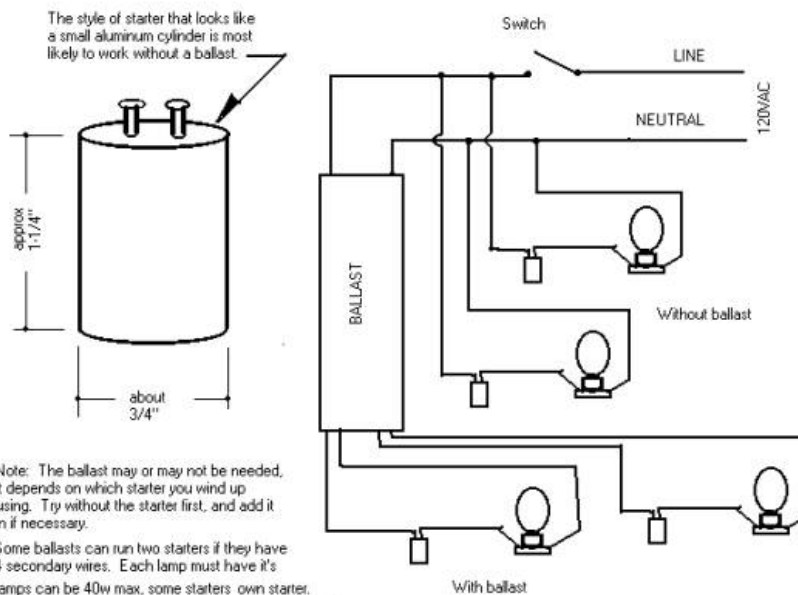 The style of starter that looks like
a small aluminum cylinder is most
likely to work without a ballast.
Switch
LINE
NEUTRAL
120VAC
approx
1-1/4"
about
3/4"
BALLAST
Without ballast
Note: The ballast may or may not be needed,
it depends on which starter you wind up
using. Try without the starter first, and add it
in if necessary.
Some ballasts can run two starters if they have
4 secondary wires. Each lamp must have it's
lamps can be 40w max, some starters own starter.
With ballast